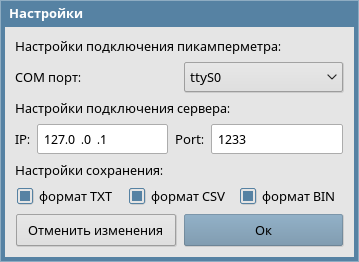 Настройки
Настройки подключения пикамперметра:
COM порт: ttyS0
Настройки подключения сервера:
IP: 127.0 .0 .1 Port: 1233
Настройки сохранения:
формат TXT формат CSV формат BIN
Отменить изменения Ок